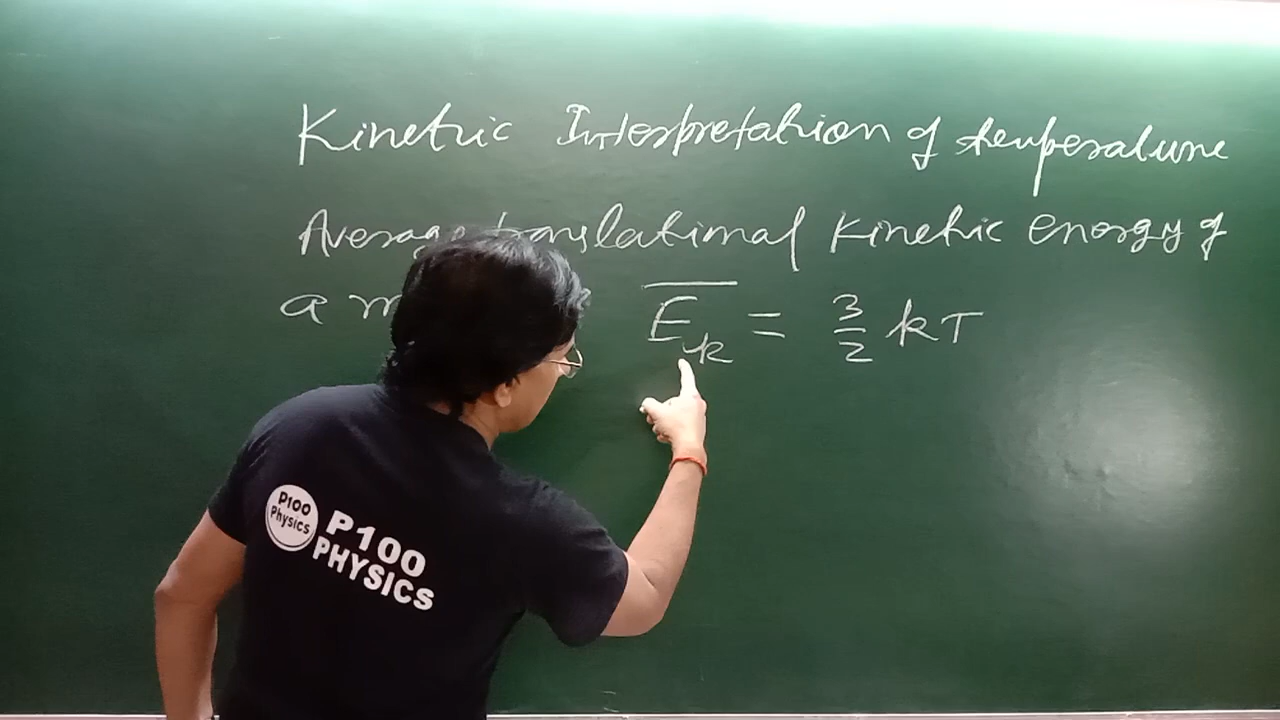 Kinetic Interpretation of temperature
Average translational kinetic energy of
a E̅ₖ = 3/2 kT
P100 Physics
P100
PHYSICS